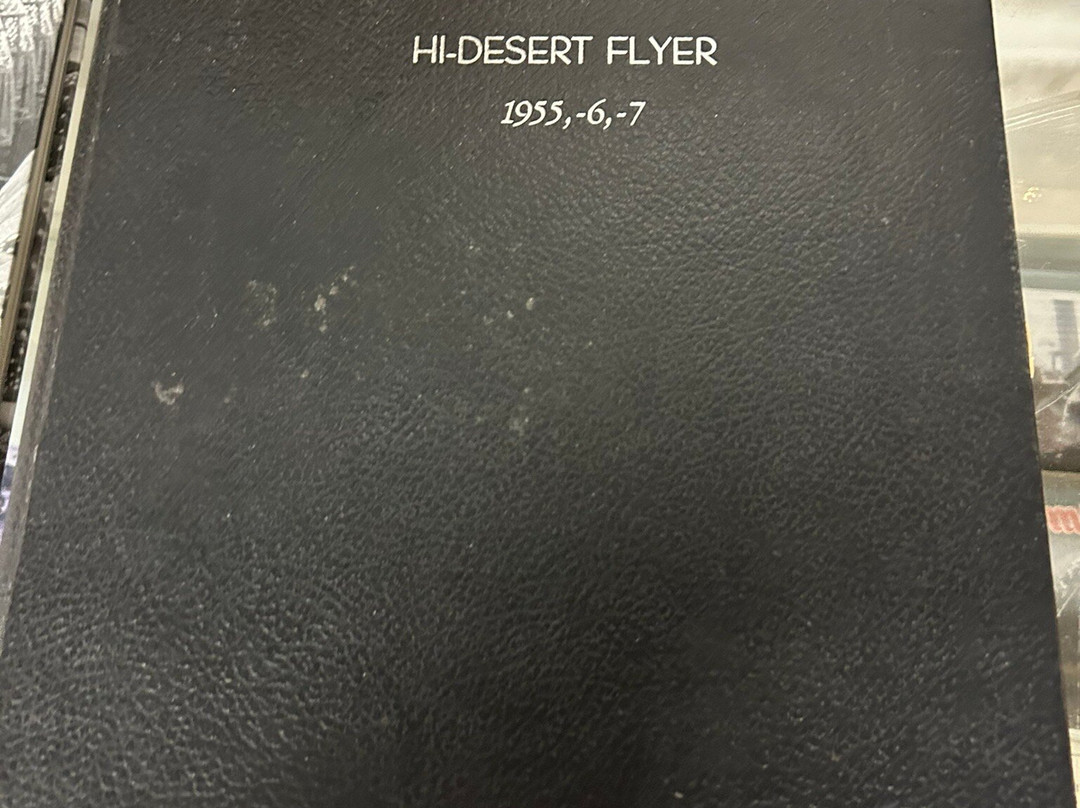 HI-DESERT FLYER
1955,-6,-7
m